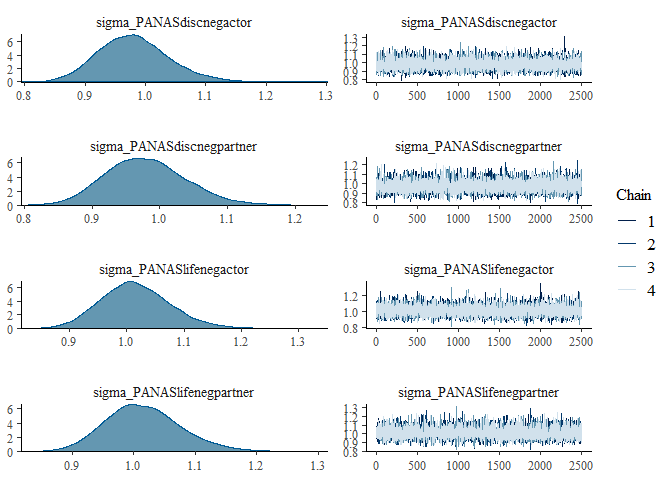 sigma_PANASdiscnegactor
6
4
2
0
0.8 0.9 1.0 1.1 1.2 1.3
sigma_PANASdiscnegactor
1.3
1.2
1.1
1.0
0.9
0.8
0 500 1000 1500 2000 2500
sigma_PANASdiscnegpartner
6
4
2
0
0.8 0.9 1.0 1.1 1.2
sigma_PANASdiscnegpartner
1.2
1.1
1.0
0.9
0.8
0 500 1000 1500 2000 2500
sigma_PANASlifenegactor
6
4
2
0
0.9 1.0 1.1 1.2 1.3
sigma_PANASlifenegactor
1.2
1.0
0.8
0 500 1000 1500 2000 2500
sigma_PANASlifenegpartner
6
4
2
0
0.9 1.0 1.1 1.2 1.3
sigma_PANASlifenegpartner
1.3
1.2
1.1
1.0
0.9
0.8
0 500 1000 1500 2000 2500
Chain
1
2
3
4